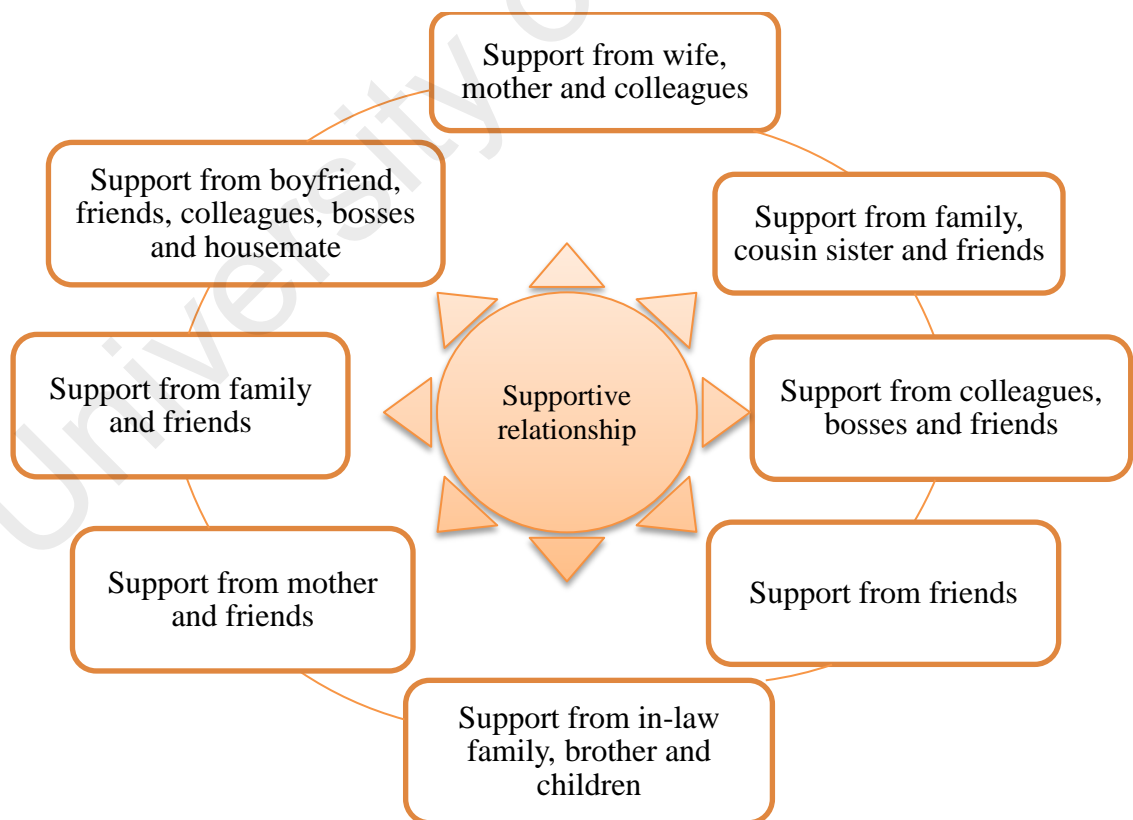 Support from wife,
mother and colleagues
Support from family,
cousin sister and friends
Support from colleagues,
bosses and friends
Support from friends
Support from in-law
family, brother and
children
Support from mother
and friends
Support from family
and friends
Support from boyfriend,
friends, colleagues, bosses
and housemate
Supportive
relationship
University